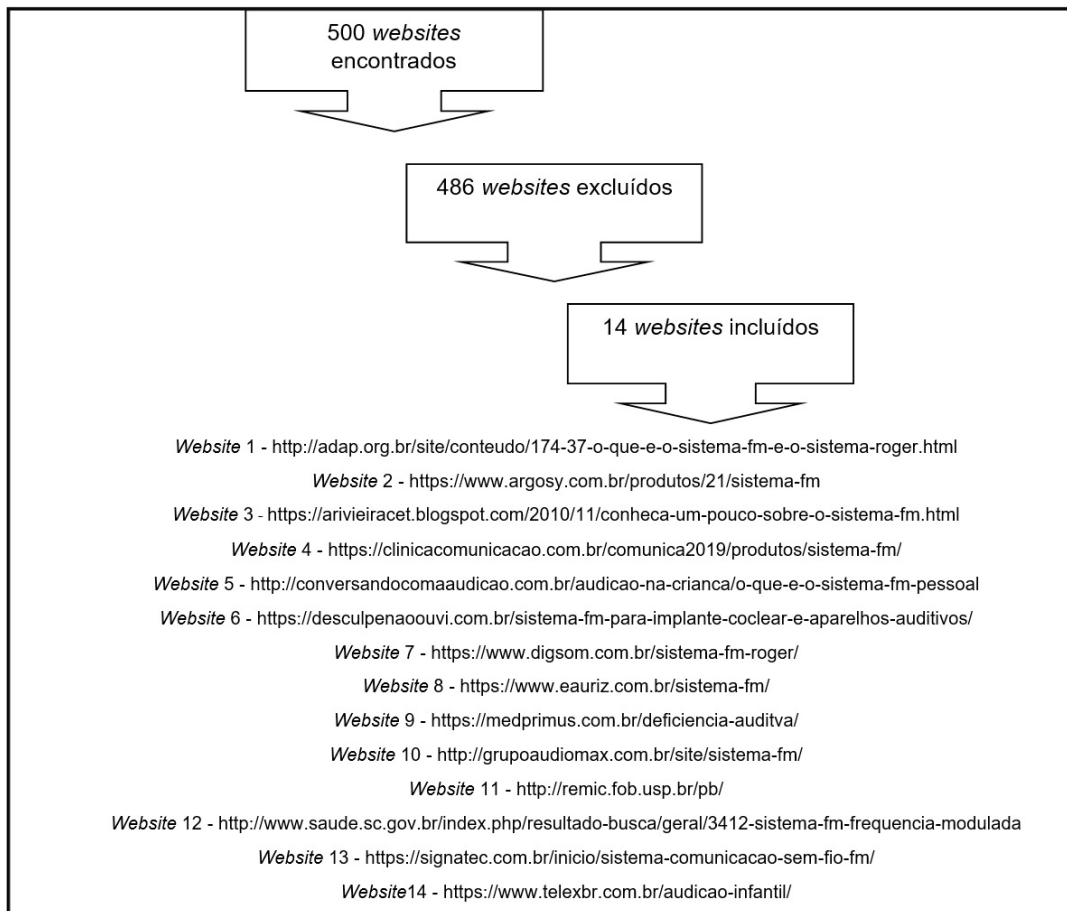 500 websites
encontrados
486 websites excluídos
14 websites incluídos
Website 1 - http://adap.org.br/site/conteudo/174-37-o-que-e-o-sistema-fm-e-o-sistema-roger.html
Website 2 - https://www.argosy.com.br/produtos/21/sistema-fm
Website 3 - https://arivieiracet.blogspot.com/2010/11/conheca-um-pouco-sobre-o-sistema-fm.html
Website 4 - https://clinicacomunicacao.com.br/comunica2019/produtos/sistema-fm/
Website 5 - http://conversandocomaaudicao.com.br/audicao-na-crianca/o-que-e-o-sistema-fm-pessoal
Website 6 - https://desculpenaoouvi.com.br/sistema-fm-para-implante-coclear-e-aparelhos-auditivos/
Website 7 - https://www.digsom.com.br/sistema-fm-roger/
Website 8 - https://www.eauriz.com.br/sistema-fm/
Website 9 - https://medprimus.com.br/deficiencia-auditva/
Website 10 - http://grupoaudiomax.com.br/site/sistema-fm/
Website 11 - http://remic.fob.usp.br/pb/
Website 12 - http://www.saude.sc.gov.br/index.php/resultado-busca/geral/3412-sistema-fm-frequencia-modulada
Website 13 - https://signatec.com.br/inicio/sistema-comunicacao-sem-fio-fm/
Website14 - https://www.telexbr.com.br/audicao-infantil/